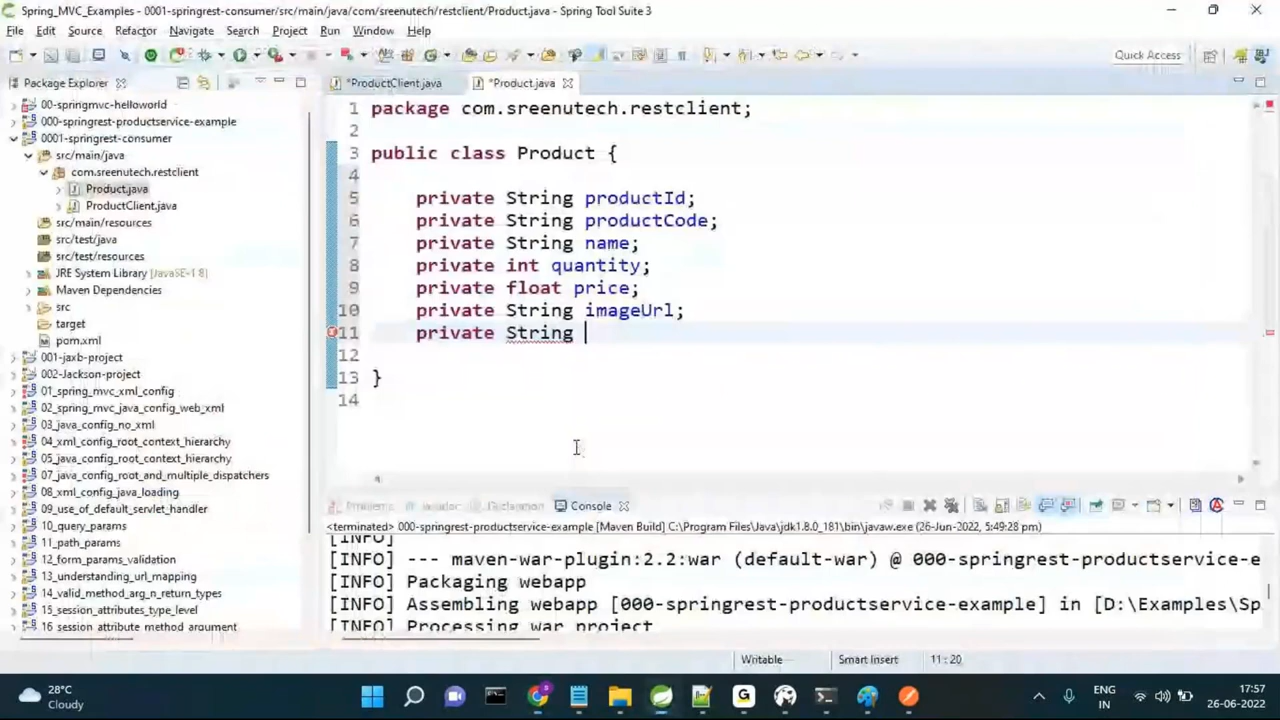 Spring_MVC_Examples - 0001-springrest-consumer/src/main/java/com/sreenutech/restclient/Product.java - Spring Tool Suite 3
File Edit Source Refactor Navigate Search Project Run Window Help
Quick Access
Package Explorer
*ProductClient.java
*Product.java
00-springmvc-helloworld
000-springrest-productservice-example
0001-springrest-consumer
src/main/java
com.sreenutech.restclient
Product.java
ProductClient.java
src/main/resources
src/test/java
src/test/resources
JRE System Library [JavaSE-1.8]
Maven Dependencies
src
target
pom.xml
001-jaxb-project
002-Jackson-project
01_spring_mvc_xml_config
02_spring_mvc_java_config_web_xml
03_java_config_no_xml
04_xml_config_root_context_hierarchy
05_java_config_root_context_hierarchy
07_java_config_root_and_multiple_dispatchers
08_xml_config_java_loading
09_use_of_default_servlet_handler
10_query_params
11_path_params
12_form_params_validation
13_understanding_url_mapping
14_valid_method_arg_n_return_types
15_session_attributes_type_level
16_session_attribute_method_argument
1 package com.sreenutech.restclient;
2
3 public class Product {
4
5 private String productId;
6 private String productCode;
7 private String name;
8 private int quantity;
9 private float price;
10 private String imageUrl;
11 private String
12
13 }
14
Problems Javadoc Declaration Console
<terminated> 000-springrest-productservice-example [Maven Build] C:\Program Files\Java\jdk1.8.0_181\bin\javaw.exe (26-Jun-2022, 5:49:28 pm)
[INFO]
[INFO] --- maven-war-plugin:2.2:war (default-war) @ 000-springrest-productservice-e
[INFO] Packaging webapp
[INFO] Assembling webapp [000-springrest-productservice-example] in [D:\Examples\Sp
[INFO] Processing war project
Writable
Smart Insert
11 : 20
28°C
Cloudy
ENG
IN
17:57
26-06-2022